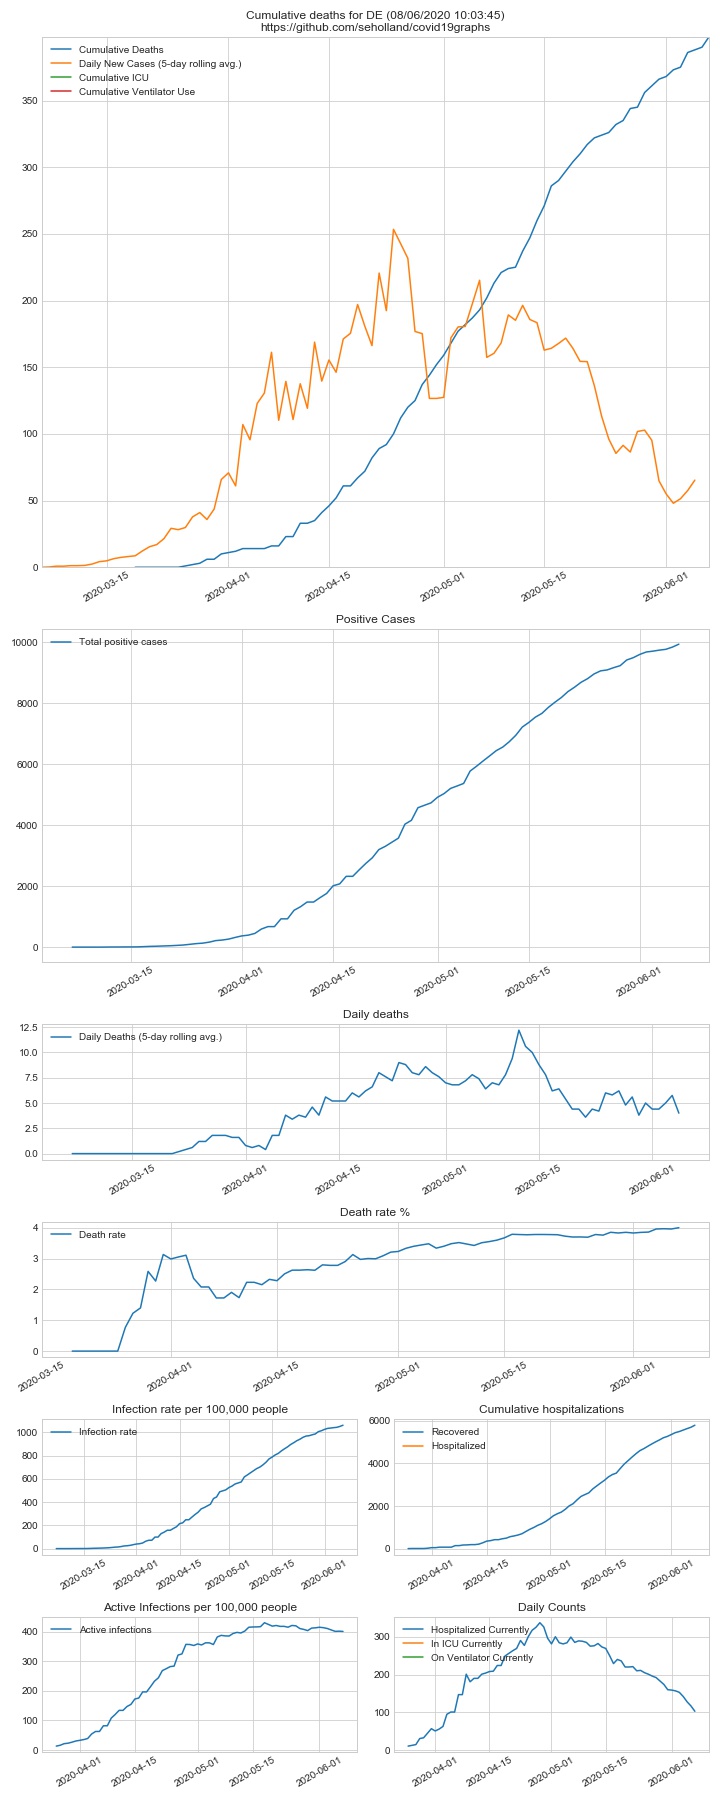 Cumulative deaths for DE (08/06/2020 10:03:45)
https://github.com/seholland/covid19graphs
Cumulative Deaths
Daily New Cases (5-day rolling avg.)
Cumulative ICU
Cumulative Ventilator Use
350
300
250
200
150
100
50
0
2020-03-15 2020-04-01 2020-04-15 2020-05-01 2020-05-15 2020-06-01
Positive Cases
Total positive cases
10000
8000
6000
4000
2000
0
2020-03-15 2020-04-01 2020-04-15 2020-05-01 2020-05-15 2020-06-01
Daily deaths
Daily Deaths (5-day rolling avg.)
12.5
10.0
7.5
5.0
2.5
0.0
2020-03-15 2020-04-01 2020-04-15 2020-05-01 2020-05-15 2020-06-01
Death rate %
Death rate
4
3
2
1
0
2020-03-15 2020-04-01 2020-04-15 2020-05-01 2020-05-15 2020-06-01
Infection rate per 100,000 people
Infection rate
1000
800
600
400
200
0
2020-03-15 2020-04-01 2020-04-15 2020-05-01 2020-05-15 2020-06-01
Cumulative hospitalizations
Recovered
Hospitalized
6000
4000
2000
0
2020-04-01 2020-04-15 2020-05-01 2020-05-15 2020-06-01
Active Infections per 100,000 people
Active infections
400
300
200
100
0
2020-04-01 2020-04-15 2020-05-01 2020-05-15 2020-06-01
Daily Counts
Hospitalized Currently
In ICU Currently
On Ventilator Currently
300
200
100
0
2020-04-01 2020-04-15 2020-05-01 2020-05-15 2020-06-01